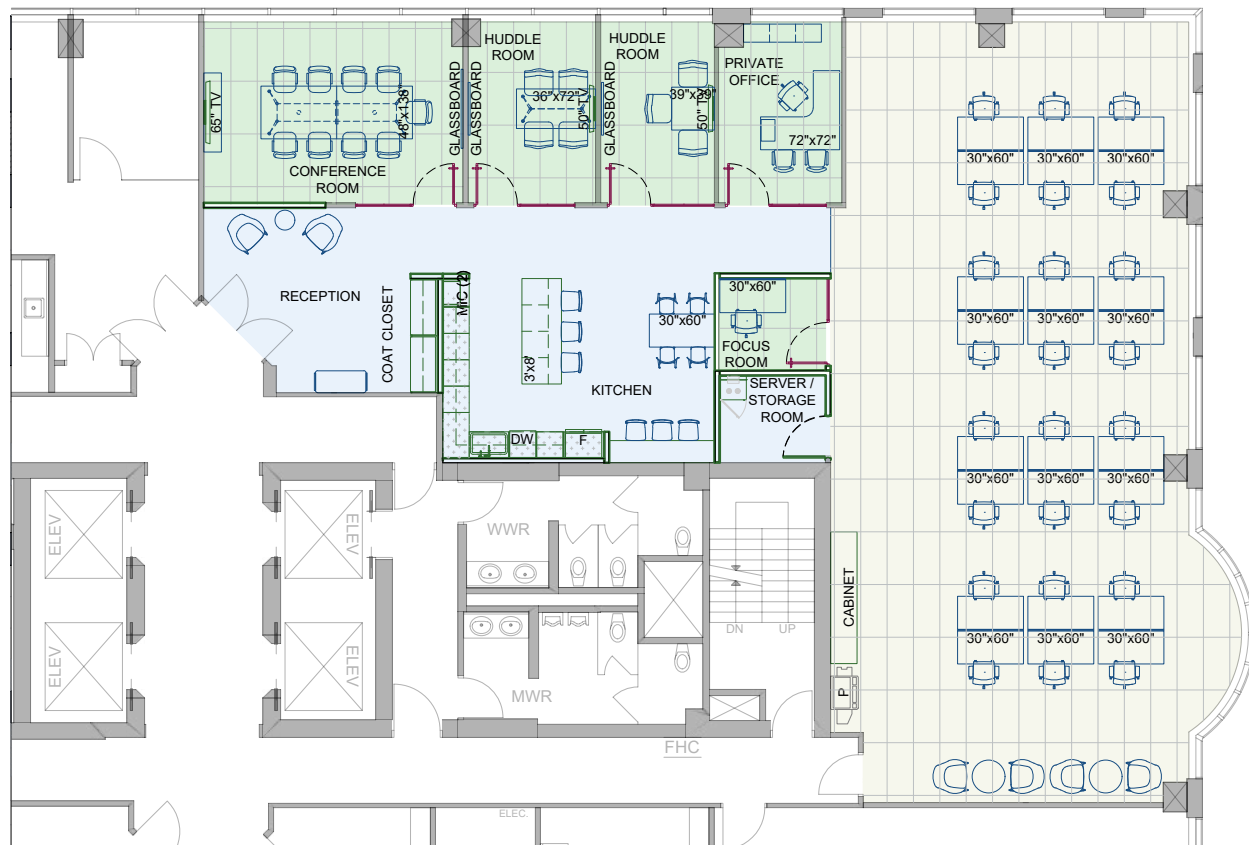 HUDDLE
ROOM
HUDDLE
ROOM
PRIVATE
OFFICE
65" TV
48"x138"
GLASSBOARD
GLASSBOARD
36"x72"
50" TV
GLASSBOARD
39"x39"
50" TV
72"x72"
CONFERENCE
ROOM
30"x60"
30"x60"
30"x60"
RECEPTION
COAT CLOSET
MIC (2)
3'x8'
30"x60"
30"x60"
FOCUS
ROOM
KITCHEN
SERVER /
STORAGE
ROOM
DW
F
30"x60"
30"x60"
30"x60"
30"x60"
30"x60"
30"x60"
ELEV
ELEV
WWR
CABINET
ELEV
ELEV
MWR
DN
UP
30"x60"
30"x60"
30"x60"
P
FHC
ELEC.